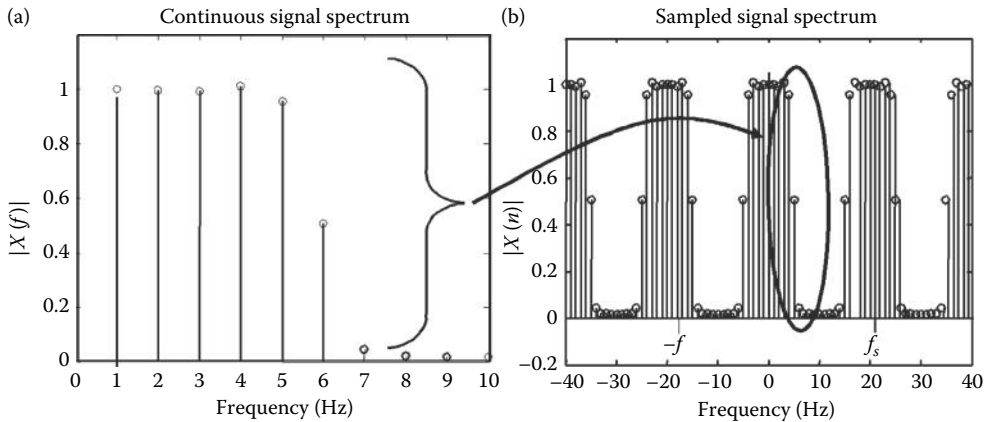 (a)
Continuous signal spectrum
|X(f)|
1
0.8
0.6
0.4
0.2
0
0 1 2 3 4 5 6 7 8 9 10
Frequency (Hz)
(b)
Sampled signal spectrum
|X(n)|
1
0.8
0.6
0.4
0.2
0
−0.2
−f
f_s
−40 −30 −20 −10 0 10 20 30 40
Frequency (Hz)